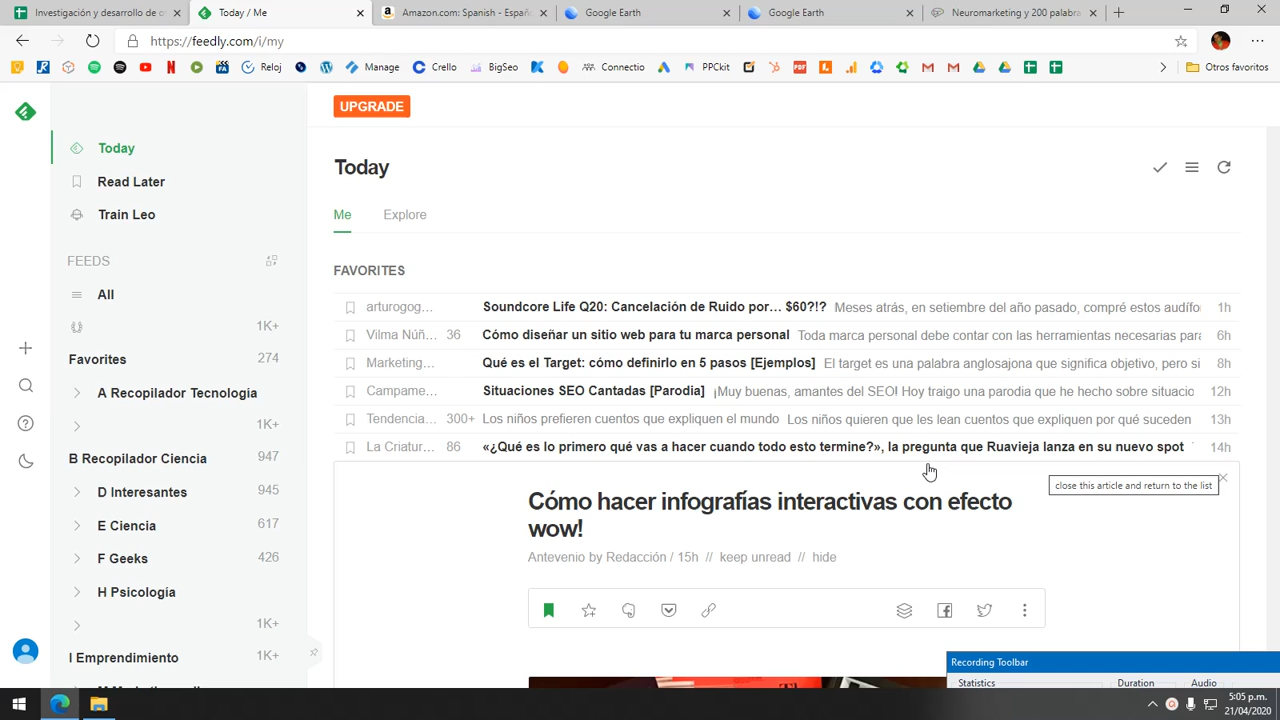 Investigación y desarrollo de o
Today / Me
Amazon.com: Spanish - Españ
Google Earth
Google Earth
Neuromarketing y 200 palabra
https://feedly.com/i/my
Reloj
Manage
Crello
BigSeo
Connectio
PPCkit
Otros favoritos
UPGRADE
Today
Read Later
Train Leo
FEEDS
All
1K+
Favorites 274
A Recopilador Tecnología
1K+
B Recopilador Ciencia 947
D Interesantes 945
E Ciencia 617
F Geeks 426
H Psicología
1K+
I Emprendimiento 1K+
Today
Me Explore
FAVORITES
arturogog... Soundcore Life Q20: Cancelación de Ruido por… $60?!? Meses atrás, en setiembre del año pasado, compré estos audífo 1h
Vilma Núñ... 36 Cómo diseñar un sitio web para tu marca personal Toda marca personal debe contar con las herramientas necesarias para 6h
Marketing... Qué es el Target: cómo definirlo en 5 pasos [Ejemplos] El target es una palabra anglosajona que significa objetivo, pero si 8h
Campame... Situaciones SEO Cantadas [Parodia] ¡Muy buenas, amantes del SEO! Hoy traigo una parodia que he hecho sobre situacio 12h
Tendencia... 300+ Los niños prefieren cuentos que expliquen el mundo Los niños quieren que les lean cuentos que expliquen por qué suceden 13h
La Criatur... 86 «¿Qué es lo primero qué vas a hacer cuando todo esto termine?», la pregunta que Ruavieja lanza en su nuevo spot 14h
close this article and return to the list
Cómo hacer infografías interactivas con efecto
wow!
Antevenio by Redacción / 15h // keep unread // hide
Recording Toolbar
Statistics Duration Audio
5:05 p.m.
21/04/2020